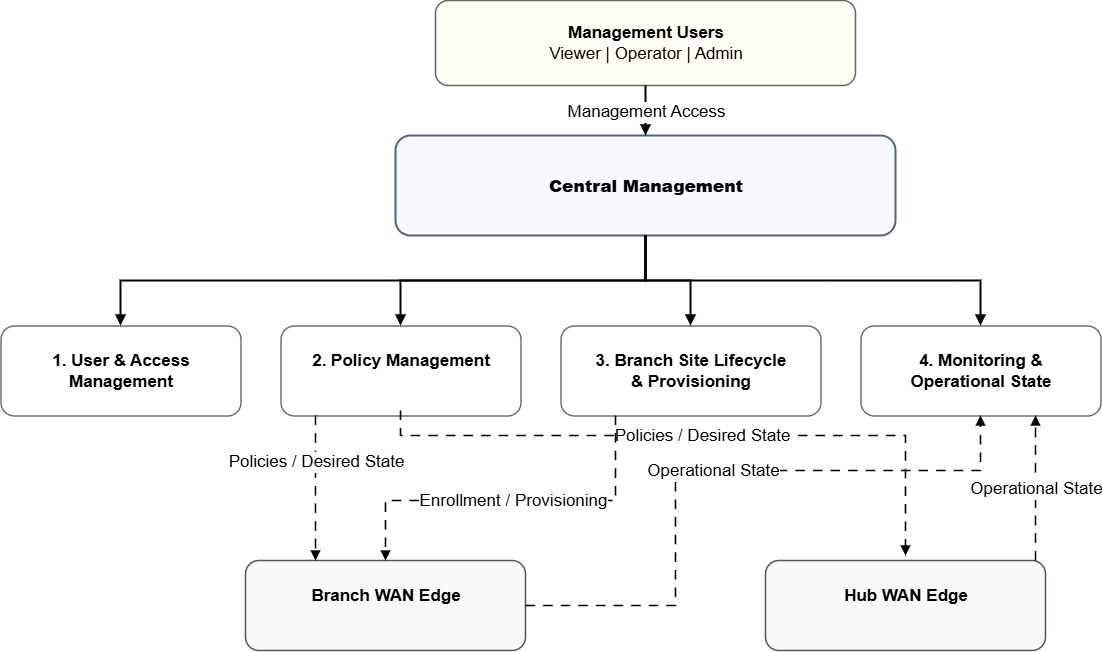 Management Users
Viewer | Operator | Admin
Management Access
Central Management
1. User & Access
Management
2. Policy Management
3. Branch Site Lifecycle
& Provisioning
4. Monitoring &
Operational State
Policies / Desired State
Policies / Desired State
Operational State
Operational State
Enrollment / Provisioning
Branch WAN Edge
Hub WAN Edge